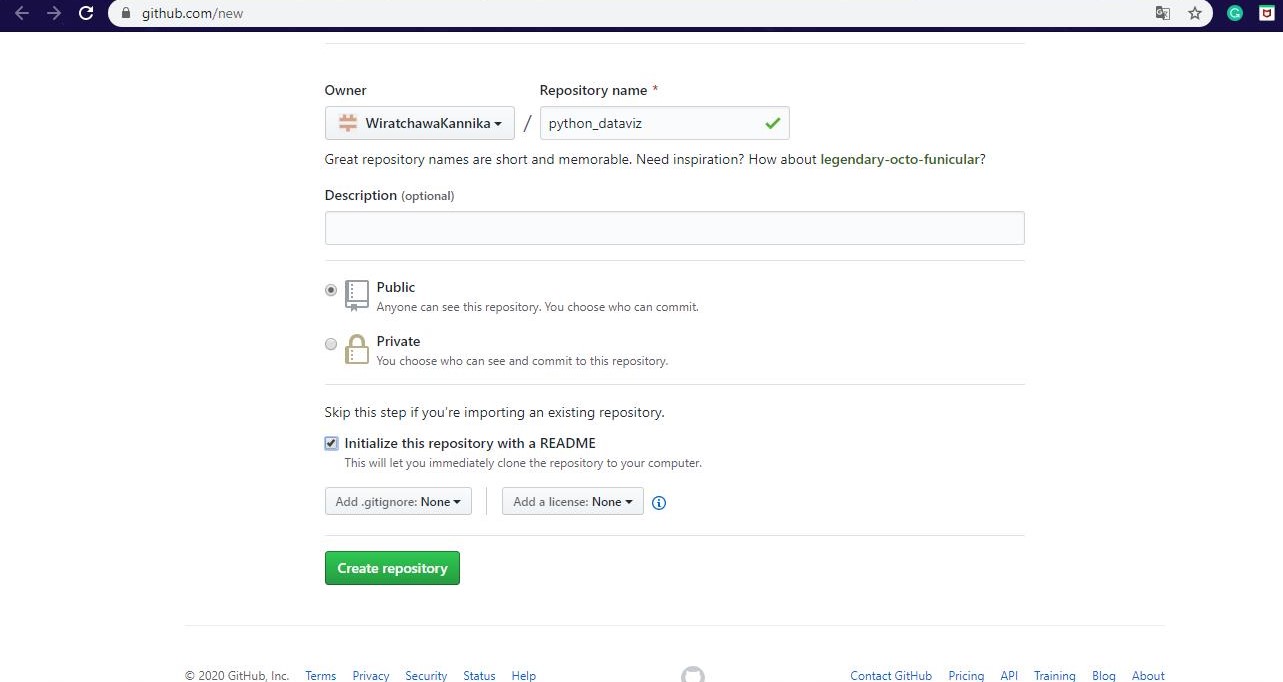 github.com/new
Owner
Repository name *
WiratchawaKannika / python_dataviz
Great repository names are short and memorable. Need inspiration? How about legendary-octo-funicular?
Description (optional)
Public
Anyone can see this repository. You choose who can commit.
Private
You choose who can see and commit to this repository.
Skip this step if you're importing an existing repository.
Initialize this repository with a README
This will let you immediately clone the repository to your computer.
Add .gitignore: None
Add a license: None
Create repository
© 2020 GitHub, Inc. Terms Privacy Security Status Help
Contact GitHub Pricing API Training Blog About